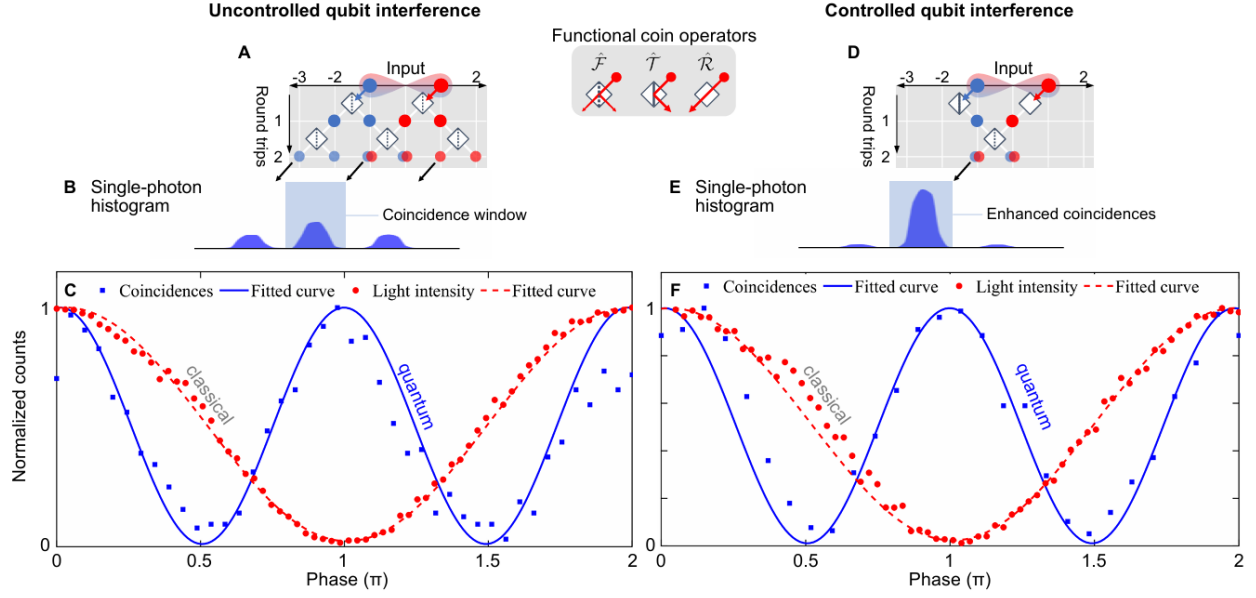 Uncontrolled qubit interference
Controlled qubit interference
Functional coin operators
F̂ T̂ R̂
A
Input
-3 -2 2
Round trips
1
2
B Single-photon
histogram
Coincidence window
D
Input
-3 -2 2
Round trips
1
2
E Single-photon
histogram
Enhanced coincidences
C Coincidences Fitted curve Light intensity Fitted curve
Normalized counts
1
0
classical
quantum
0 0.5 1 1.5 2
Phase (π)
F Coincidences Fitted curve Light intensity Fitted curve
1
0
classical
quantum
0 0.5 1 1.5 2
Phase (π)